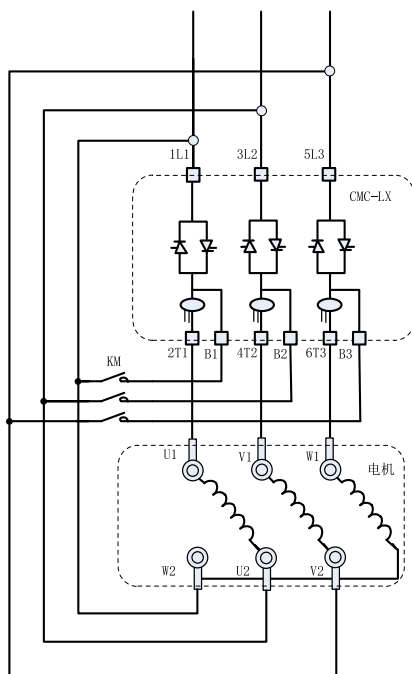 1L1 3L2 5L3
CMC-LX
2T1 B1 4T2 B2 6T3 B3
KM
U1 V1 W1
电机
W2 U2 V2